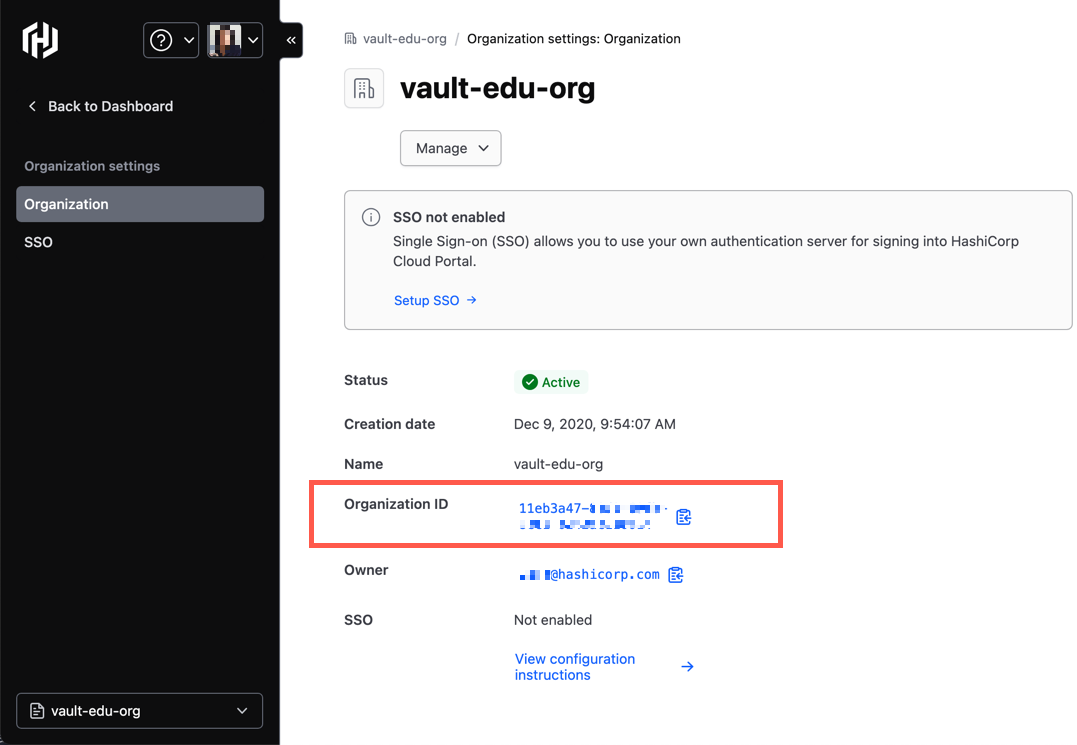 vault-edu-org / Organization settings: Organization
vault-edu-org
Back to Dashboard
Manage
Organization settings
Organization
SSO
SSO not enabled
Single Sign-on (SSO) allows you to use your own authentication server for signing into HashiCorp
Cloud Portal.
Setup SSO
Status Active
Creation date Dec 9, 2020, 9:54:07 AM
Name vault-edu-org
Organization ID 11eb3a47-
Owner @hashicorp.com
SSO Not enabled
View configuration
instructions
vault-edu-org